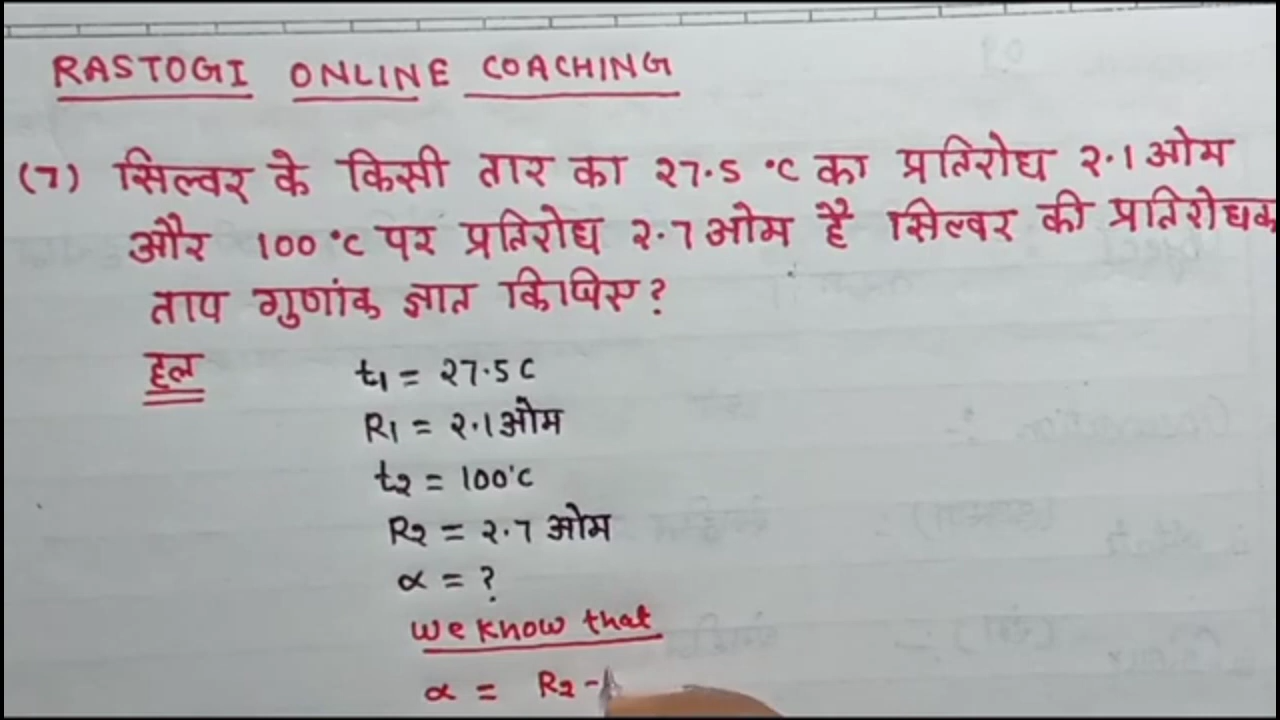 RASTOGI ONLINE COACHING
(7) सिल्वर के किसी तार का 27.5 °C का प्रतिरोध 2.1 ओम
और 100°C पर प्रतिरोध 2.7 ओम है सिल्वर की प्रतिरोधक
ताप गुणांक ज्ञात किजिए?
हल
t1 = 27.5 C
R1 = 2.1 ओम
t2 = 100°C
R2 = 2.7 ओम
α = ?
We know that
α = R2 -